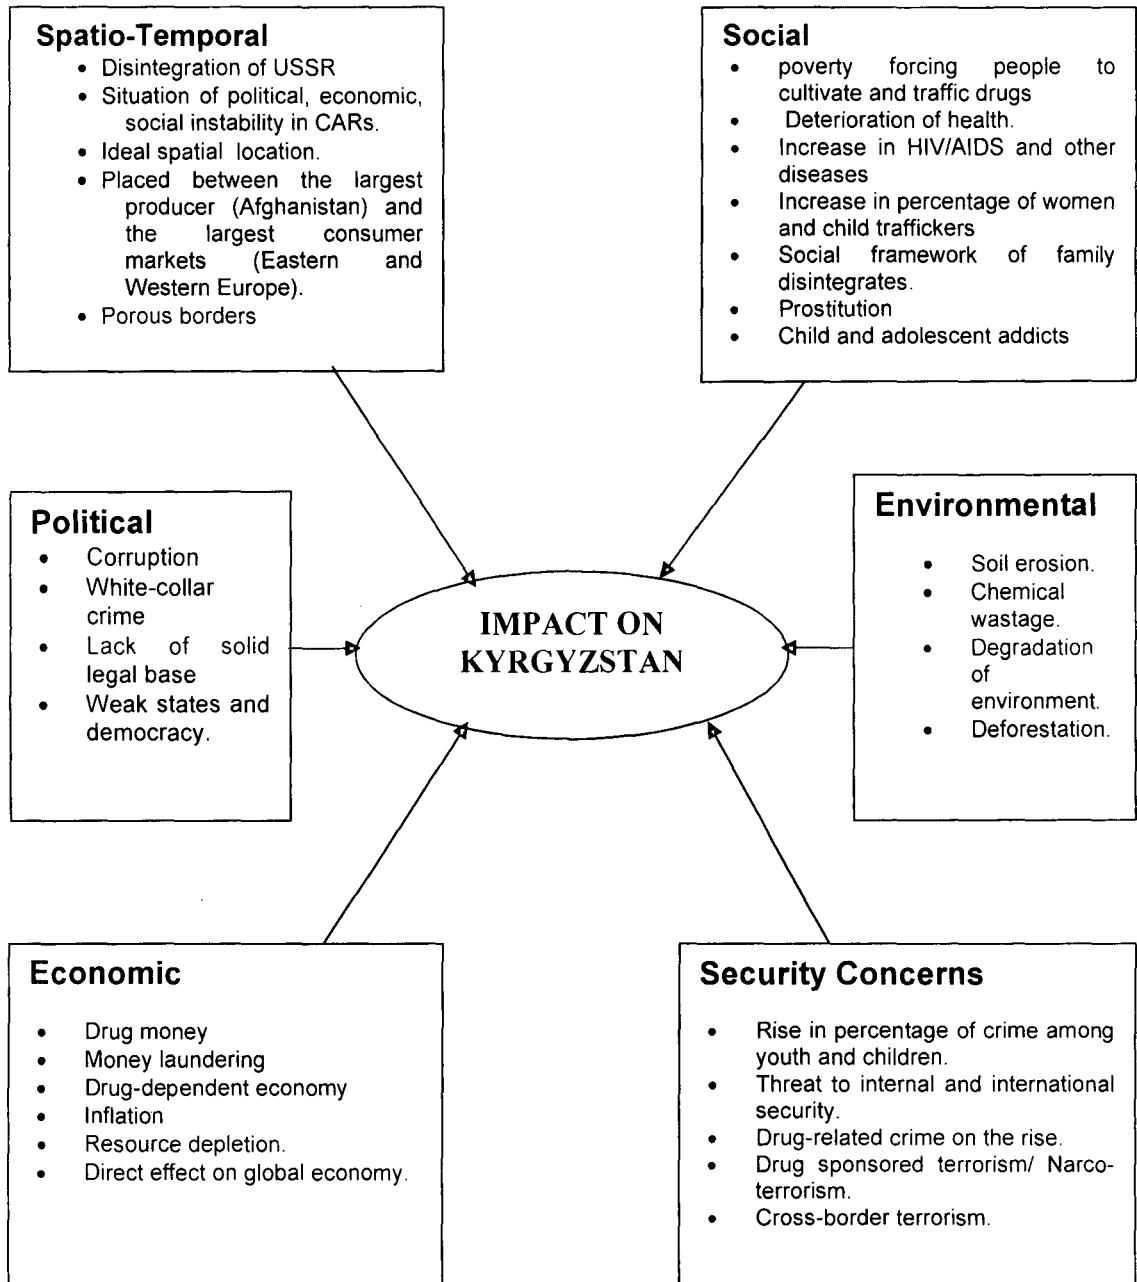 Spatio-Temporal
• Disintegration of USSR
• Situation of political, economic,
social instability in CARs.
• Ideal spatial location.
• Placed between the largest
producer (Afghanistan) and
the largest consumer
markets (Eastern and
Western Europe).
• Porous borders
Social
• poverty forcing people to
cultivate and traffic drugs
• Deterioration of health.
• Increase in HIV/AIDS and other
diseases
• Increase in percentage of women
and child traffickers
• Social framework of family
disintegrates.
• Prostitution
• Child and adolescent addicts
Political
• Corruption
• White-collar
crime
• Lack of solid
legal base
• Weak states and
democracy.
IMPACT ON
KYRGYZSTAN
Environmental
• Soil erosion.
• Chemical
wastage.
• Degradation
of
environment.
• Deforestation.
Economic
• Drug money
• Money laundering
• Drug-dependent economy
• Inflation
• Resource depletion.
• Direct effect on global economy.
Security Concerns
• Rise in percentage of crime among
youth and children.
• Threat to internal and international
security.
• Drug-related crime on the rise.
• Drug sponsored terrorism/ Narco-
terrorism.
• Cross-border terrorism.